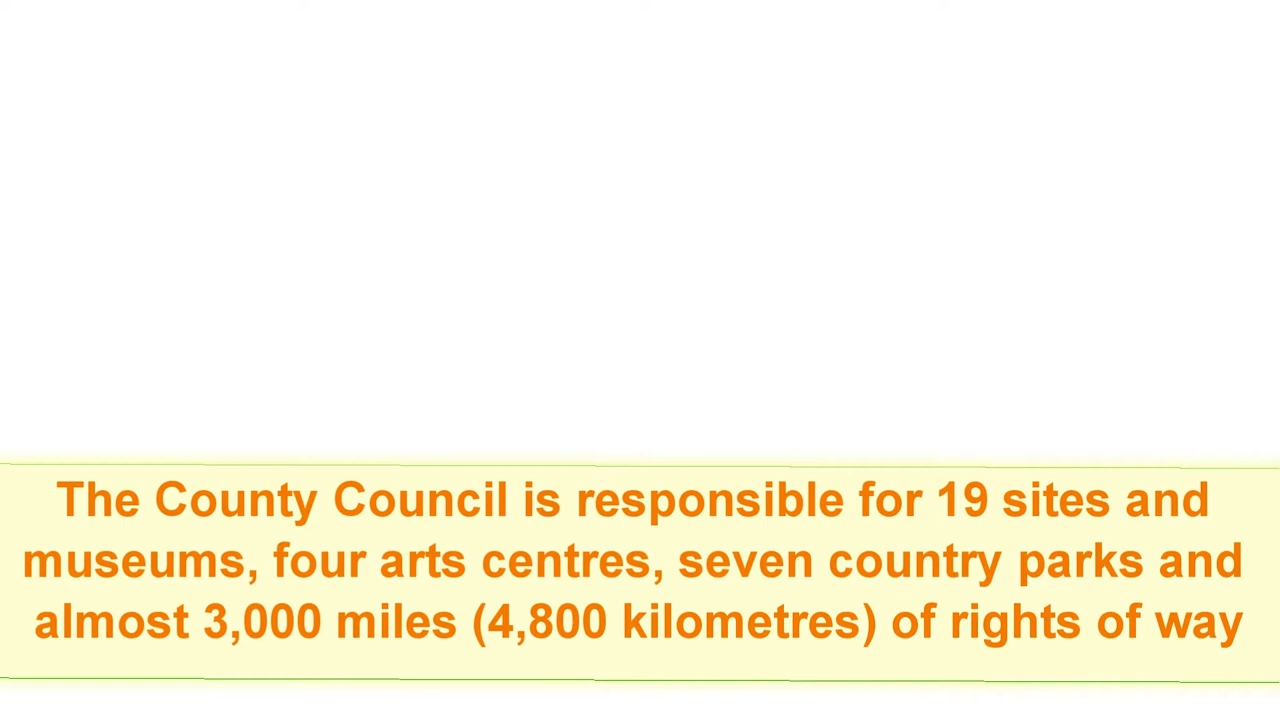 The County Council is responsible for 19 sites and
museums, four arts centres, seven country parks and
almost 3,000 miles (4,800 kilometres) of rights of way